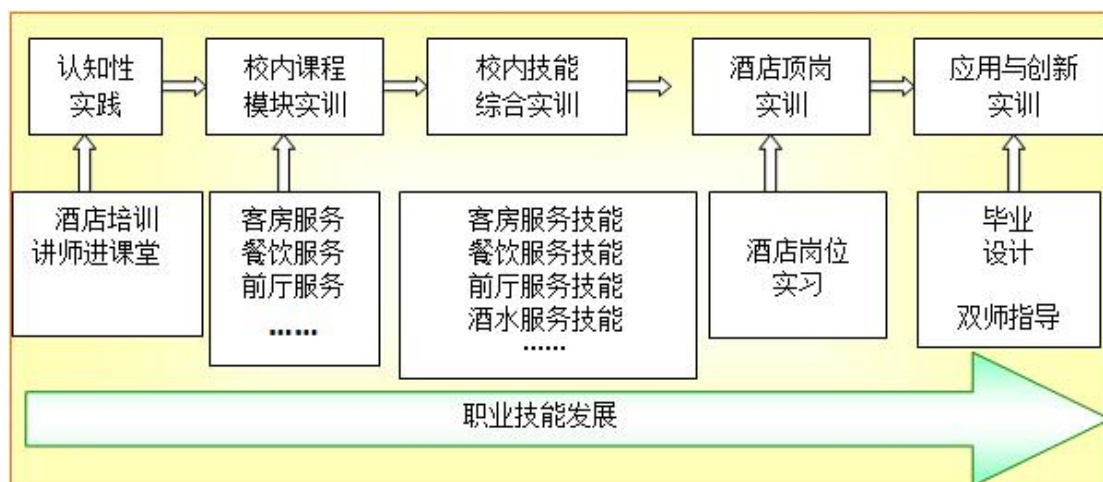 认知性
实践
校内课程
模块实训
校内技能
综合实训
酒店顶岗
实训
应用与创新
实训
酒店培训
讲师进课堂
客房服务
餐饮服务
前厅服务
……
客房服务技能
餐饮服务技能
前厅服务技能
酒水服务技能
……
酒店岗位
实习
毕业
设计
双师指导
职业技能发展